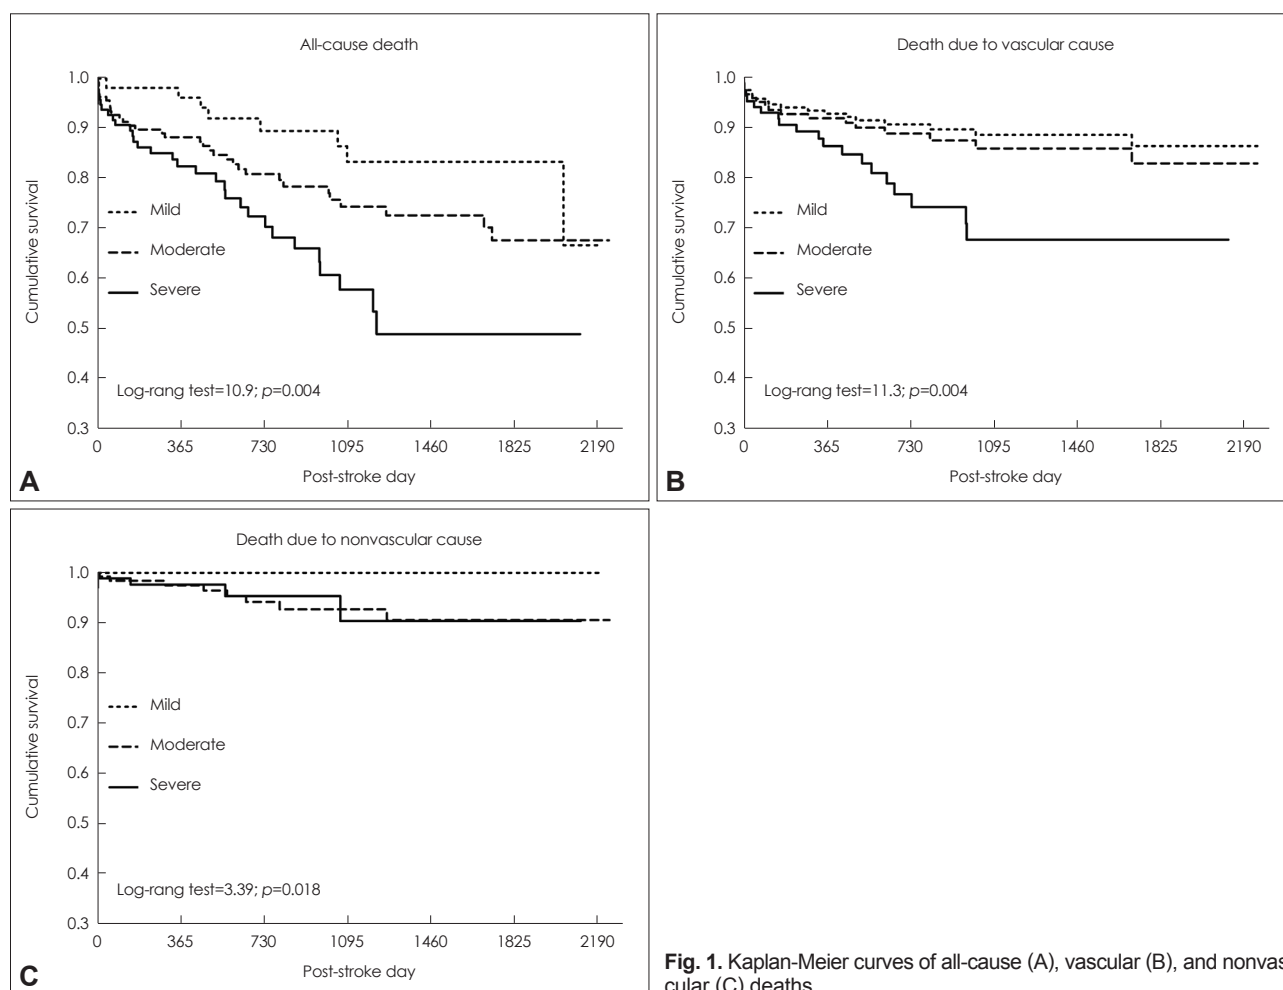 All-cause death
1.0
0.9
0.8
0.7
0.6
0.5
0.4
0.3
Cumulative survival
Mild
Moderate
Severe
Log-rang test=10.9; p=0.004
0 365 730 1095 1460 1825 2190
Post-stroke day
A
Death due to vascular cause
1.0
0.9
0.8
0.7
0.6
0.5
0.4
0.3
Cumulative survival
Mild
Moderate
Severe
Log-rang test=11.3; p=0.004
0 365 730 1095 1460 1825 2190
Post-stroke day
B
Death due to nonvascular cause
1.0
0.9
0.8
0.7
0.6
0.5
0.4
0.3
Cumulative survival
Mild
Moderate
Severe
Log-rang test=3.39; p=0.018
0 365 730 1095 1460 1825 2190
Post-stroke day
C
Fig. 1. Kaplan-Meier curves of all-cause (A), vascular (B), and nonvas-
cular (C) deaths.